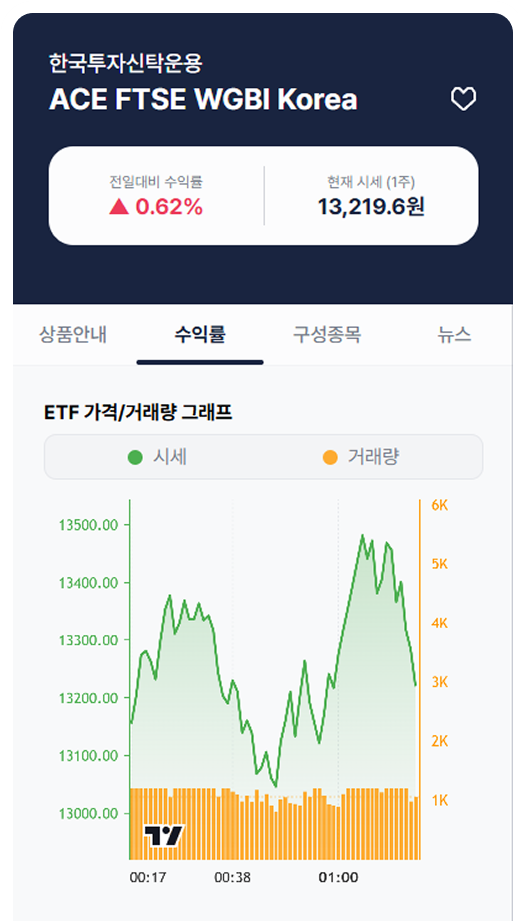 한국투자신탁운용
ACE FTSE WGBI Korea
전일대비 수익률 현재 시세 (1주)
▲ 0.62% 13,219.6원
상품안내 수익률 구성종목 뉴스
ETF 가격/거래량 그래프
시세 거래량
6K
13500.00
5K
13400.00
4K
13300.00
3K
13200.00
2K
13100.00
1K
13000.00
00:17 00:38 01:00